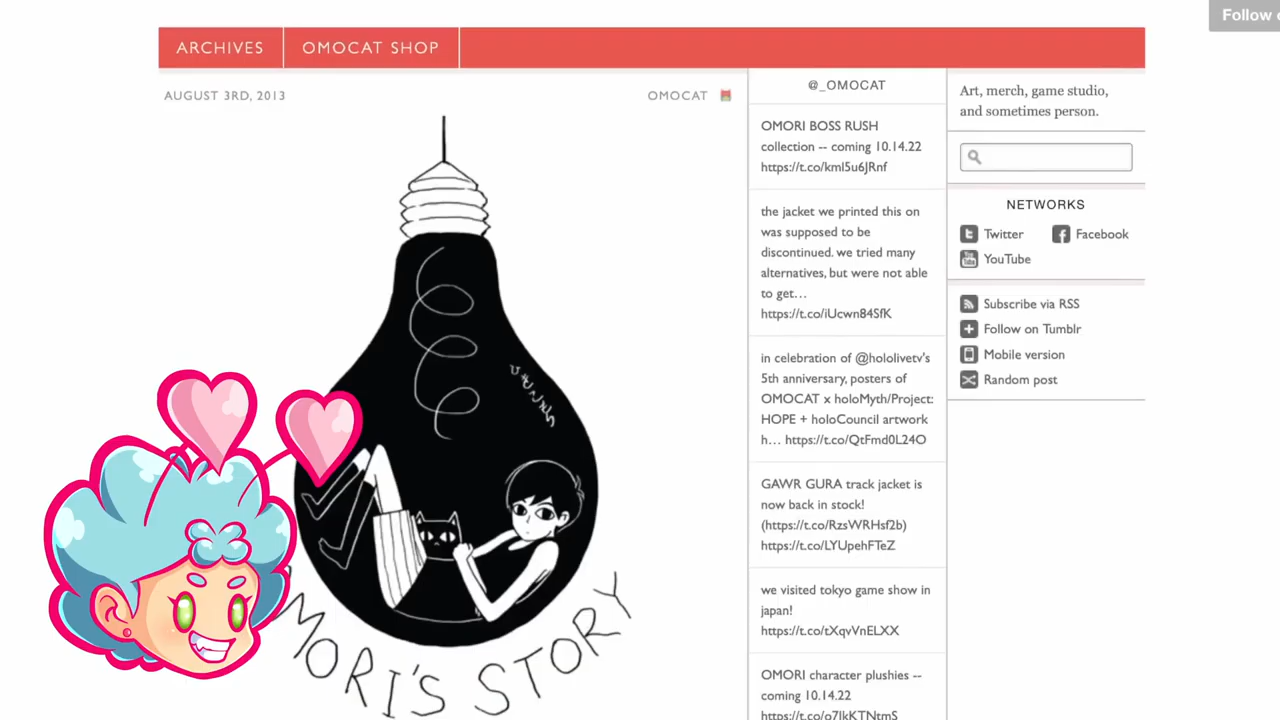 Follow
ARCHIVES
OMOCAT SHOP
AUGUST 3RD, 2013
OMOCAT
MORI'S STORY
@_OMOCAT
OMORI BOSS RUSH
collection -- coming 10.14.22
https://t.co/kml5u6JRnf
the jacket we printed this on
was supposed to be
discontinued. we tried many
alternatives, but were not able
to get…
https://t.co/iUcwn84SfK
in celebration of @hololivetv's
5th anniversary, posters of
OMOCAT x holoMyth/Project:
HOPE + holoCouncil artwork
h… https://t.co/QtFmd0L24O
GAWR GURA track jacket is
now back in stock!
(https://t.co/RzsWRHsf2b)
https://t.co/LYUpehFTeZ
we visited tokyo game show in
japan!
https://t.co/tXqvVnELXX
OMORI character plushies --
coming 10.14.22
https://t.co/o7lkKTNtmS
Art, merch, game studio,
and sometimes person.
NETWORKS
Twitter
Facebook
YouTube
Subscribe via RSS
Follow on Tumblr
Mobile version
Random post